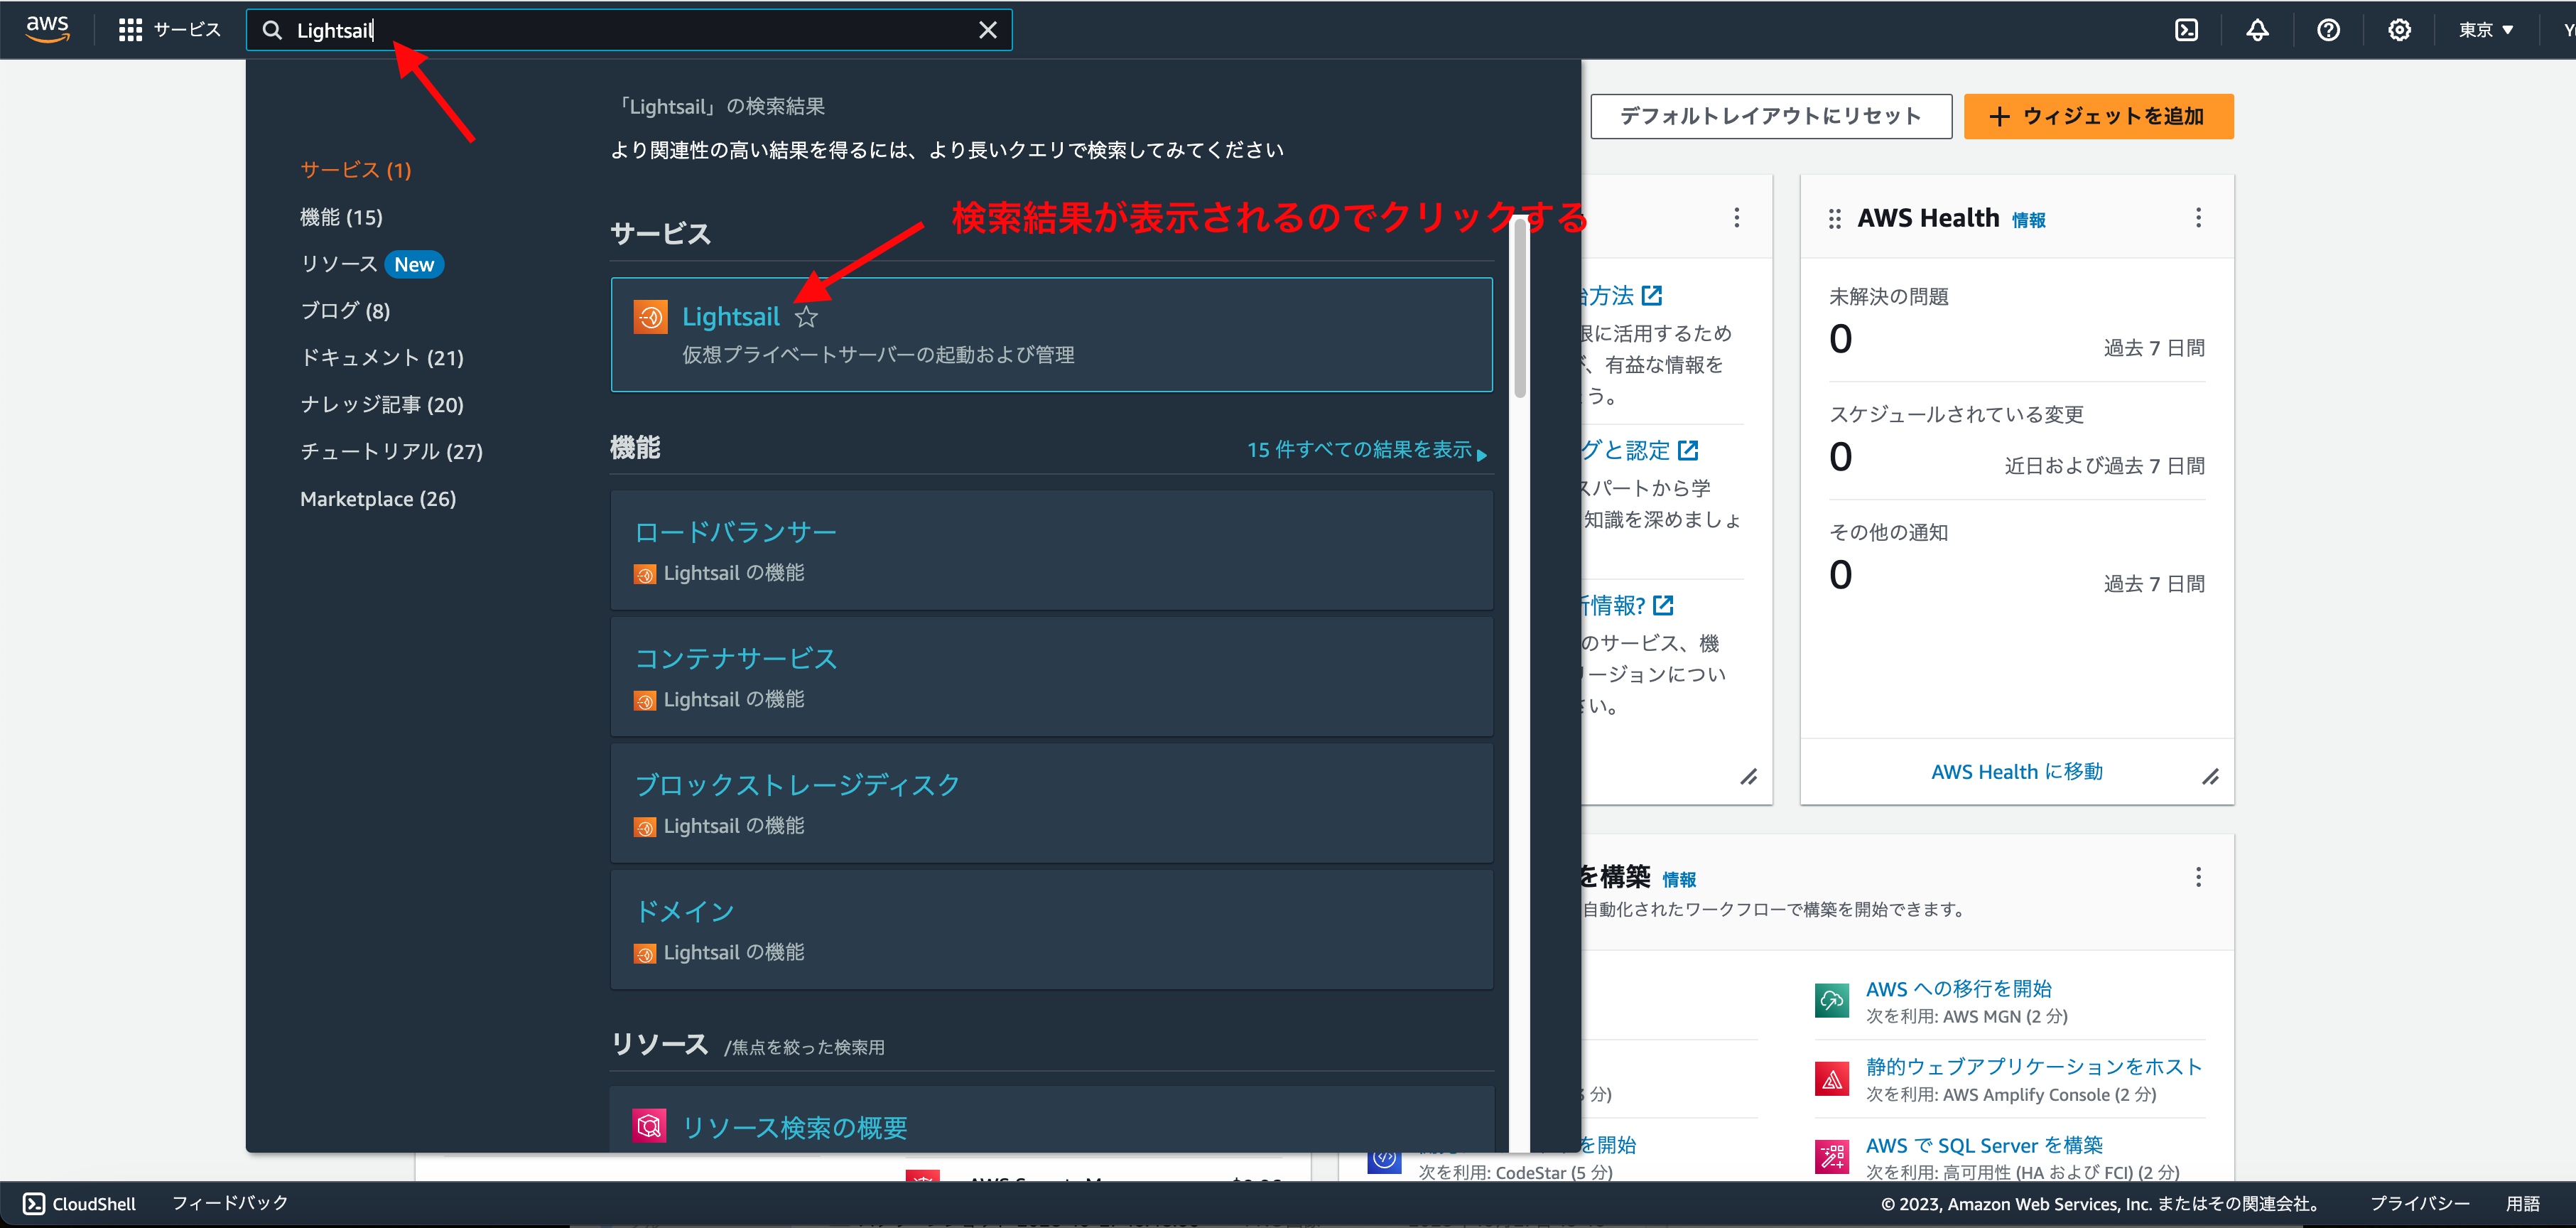 aws
サービス
Lightsail
東京 ▼
「Lightsail」の検索結果
より関連性の高い結果を得るには、より長いクエリで検索してみてください
サービス (1)
機能 (15)
リソース New
ブログ (8)
ドキュメント (21)
ナレッジ記事 (20)
チュートリアル (27)
Marketplace (26)
検索結果が表示されるのでクリックする
サービス
Lightsail
仮想プライベートサーバーの起動および管理
機能
15 件すべての結果を表示
ロードバランサー
Lightsail の機能
コンテナサービス
Lightsail の機能
ブロックストレージディスク
Lightsail の機能
ドメイン
Lightsail の機能
リソース /焦点を絞った検索用
リソース検索の概要
デフォルトレイアウトにリセット
+ ウィジェットを追加
方法
に活用するため
、有益な情報を
う。
グと認定
スパートから学
知識を深めましょ
情報?
のサービス、機
リージョンについ
い。
AWS Health 情報
未解決の問題
0
過去 7 日間
スケジュールされている変更
0
近日および過去 7 日間
その他の通知
0
過去 7 日間
AWS Health に移動
を構築 情報
自動化されたワークフローで構築を開始できます。
分)
を開始
次を利用: CodeStar (5 分)
AWS への移行を開始
次を利用: AWS MGN (2 分)
静的ウェブアプリケーションをホスト
次を利用: AWS Amplify Console (2 分)
AWS で SQL Server を構築
次を利用: 高可用性 (HA および FCI) (2 分)
CloudShell
フィードバック
© 2023, Amazon Web Services, Inc. またはその関連会社。
プライバシー
用語